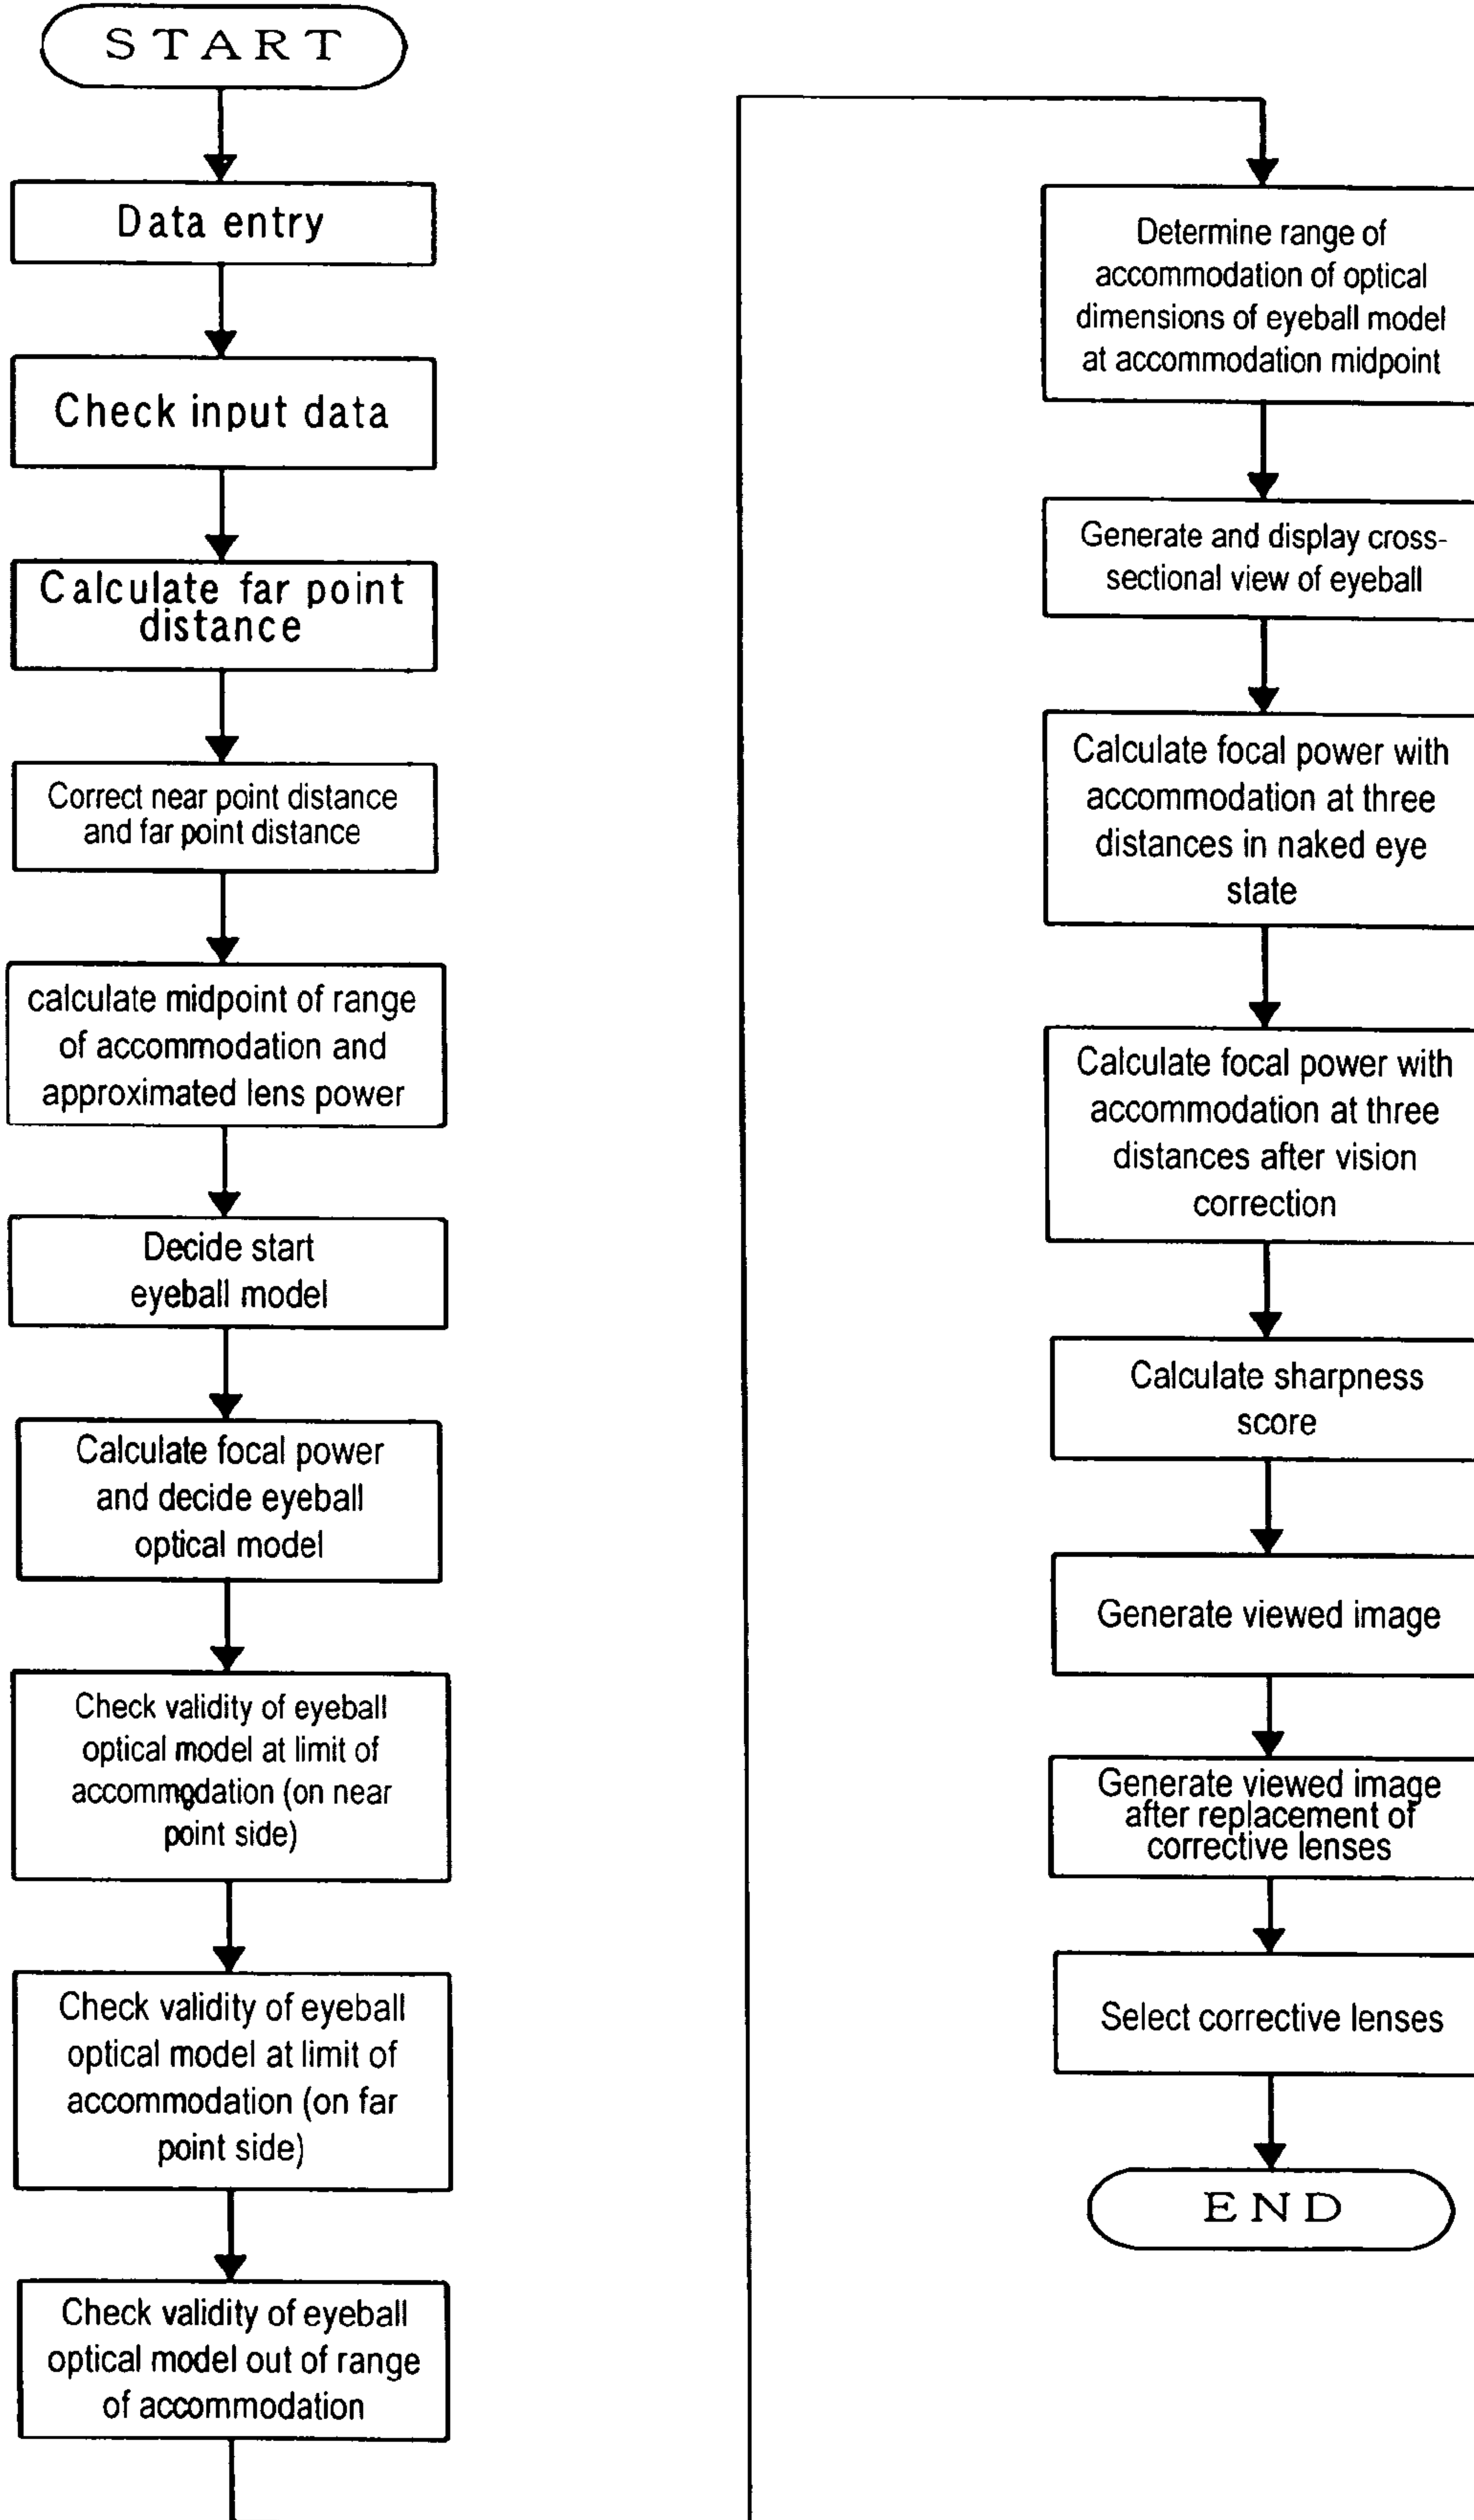 START
Data entry
Check input data
Calculate far point
distance
Correct near point distance
and far point distance
calculate midpoint of range
of accommodation and
approximated lens power
Decide start
eyeball model
Calculate focal power
and decide eyeball
optical model
Check validity of eyeball
optical model at limit of
accommodation (on near
point side)
Check validity of eyeball
optical model at limit of
accommodation (on far
point side)
Check validity of eyeball
optical model out of range
of accommodation
Determine range of
accommodation of optical
dimensions of eyeball model
at accommodation midpoint
Generate and display cross-
sectional view of eyeball
Calculate focal power with
accommodation at three
distances in naked eye
state
Calculate focal power with
accommodation at three
distances after vision
correction
Calculate sharpness
score
Generate viewed image
Generate viewed image
after replacement of
corrective lenses
Select corrective lenses
END